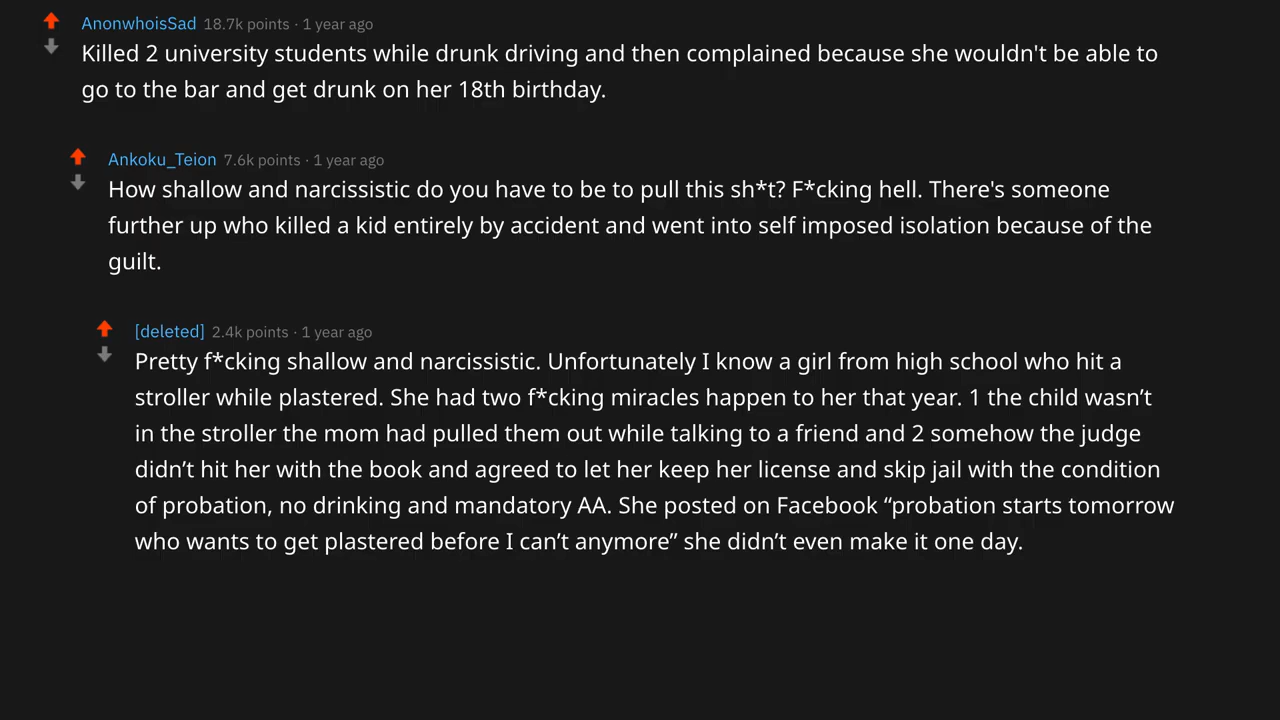 AnonwhoisSad 18.7k points · 1 year ago
Killed 2 university students while drunk driving and then complained because she wouldn't be able to
go to the bar and get drunk on her 18th birthday.
Ankoku_Teion 7.6k points · 1 year ago
How shallow and narcissistic do you have to be to pull this sh*t? F*cking hell. There's someone
further up who killed a kid entirely by accident and went into self imposed isolation because of the
guilt.
[deleted] 2.4k points · 1 year ago
Pretty f*cking shallow and narcissistic. Unfortunately I know a girl from high school who hit a
stroller while plastered. She had two f*cking miracles happen to her that year. 1 the child wasn’t
in the stroller the mom had pulled them out while talking to a friend and 2 somehow the judge
didn’t hit her with the book and agreed to let her keep her license and skip jail with the condition
of probation, no drinking and mandatory AA. She posted on Facebook “probation starts tomorrow
who wants to get plastered before I can’t anymore” she didn’t even make it one day.